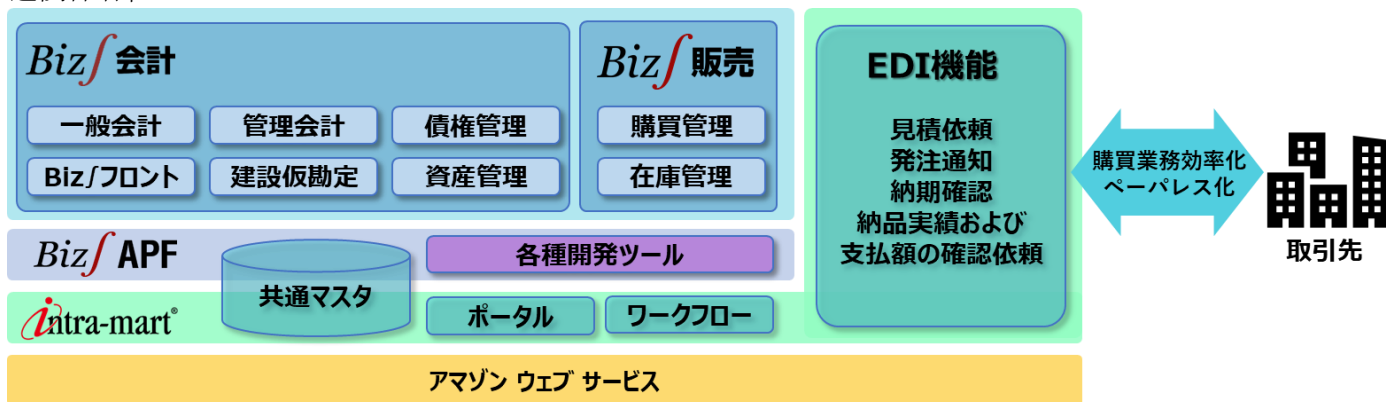 Biz∫会計
Biz∫販売
EDI機能
一般会計
管理会計
債権管理
購買管理
Biz∫フロント
建設仮勘定
資産管理
在庫管理
見積依頼
発注通知
納期確認
納品実績および
支払額の確認依頼
購買業務効率化
ペーパレス化
取引先
Biz∫APF
各種開発ツール
共通マスタ
intra-mart®
ポータル
ワークフロー
アマゾン ウェブ サービス